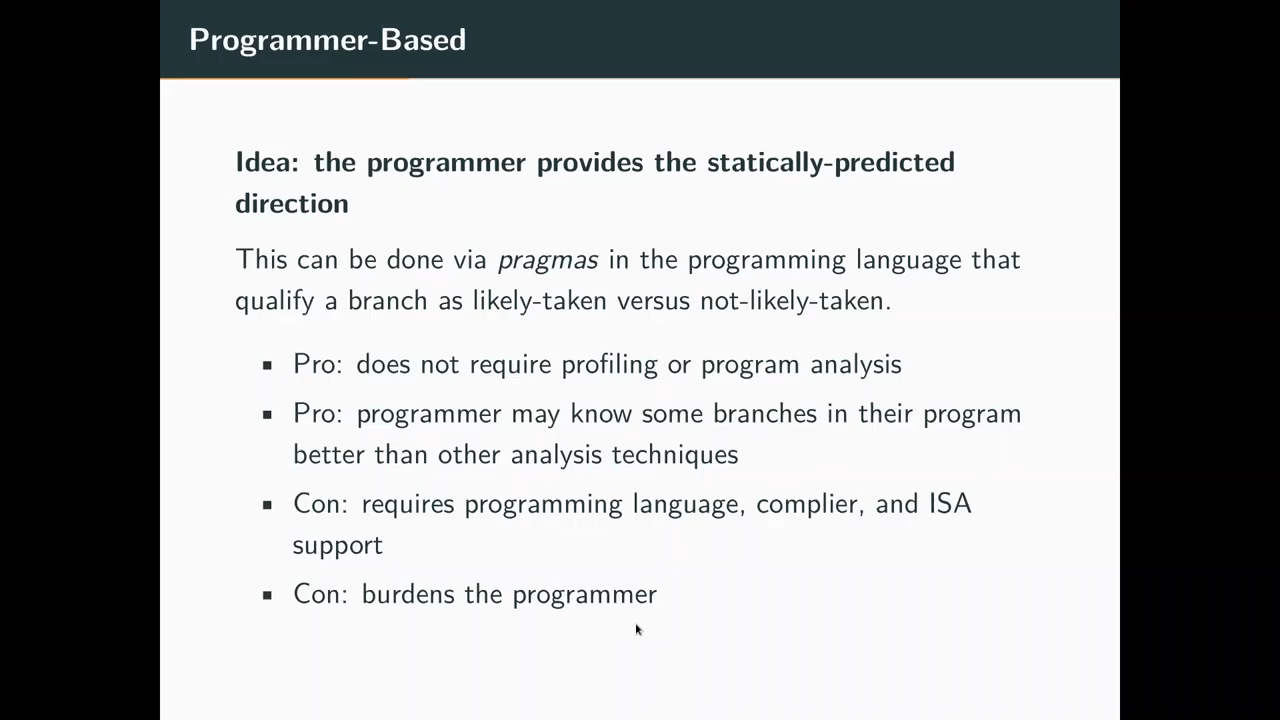 Programmer-Based
Idea: the programmer provides the statically-predicted
direction
This can be done via pragmas in the programming language that
qualify a branch as likely-taken versus not-likely-taken.
▪ Pro: does not require profiling or program analysis
▪ Pro: programmer may know some branches in their program
better than other analysis techniques
▪ Con: requires programming language, complier, and ISA
support
▪ Con: burdens the programmer